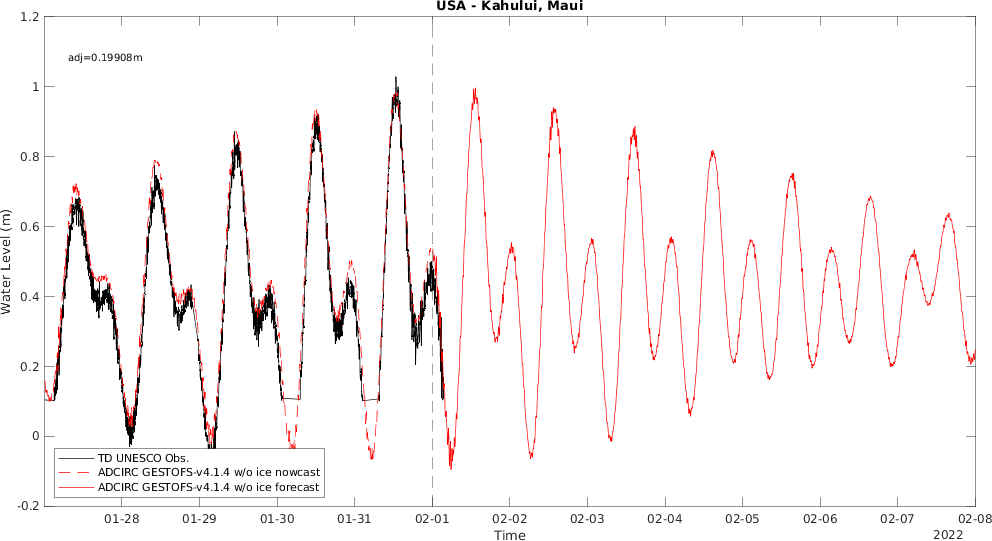 USA - Kahului, Maui
adj=0.19908m
Water Level (m)
1.2
1
0.8
0.6
0.4
0.2
0
-0.2
TD UNESCO Obs.
ADCIRC GESTOFS-v4.1.4 w/o ice nowcast
ADCIRC GESTOFS-v4.1.4 w/o ice forecast
01-28 01-29 01-30 01-31 02-01 02-02 02-03 02-04 02-05 02-06 02-07 02-08
Time
2022